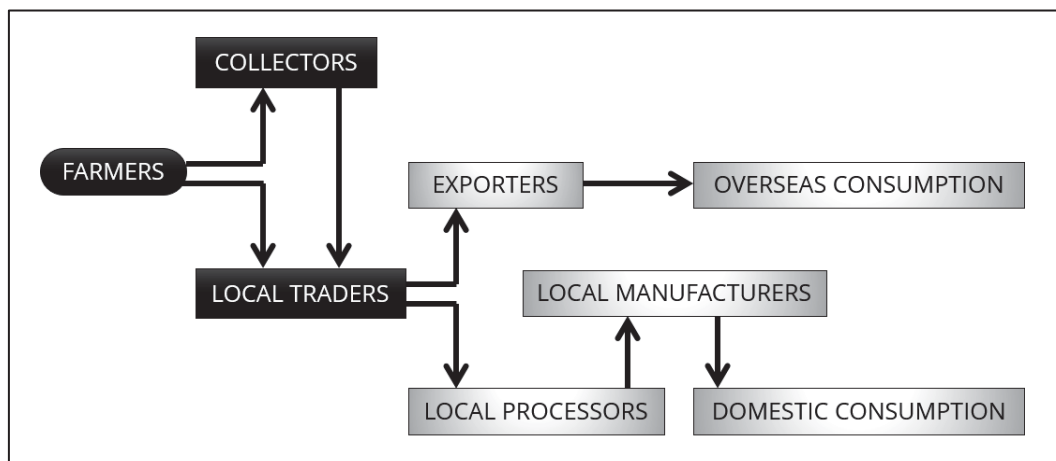 COLLECTORS
FARMERS
EXPORTERS
OVERSEAS CONSUMPTION
LOCAL TRADERS
LOCAL MANUFACTURERS
LOCAL PROCESSORS
DOMESTIC CONSUMPTION